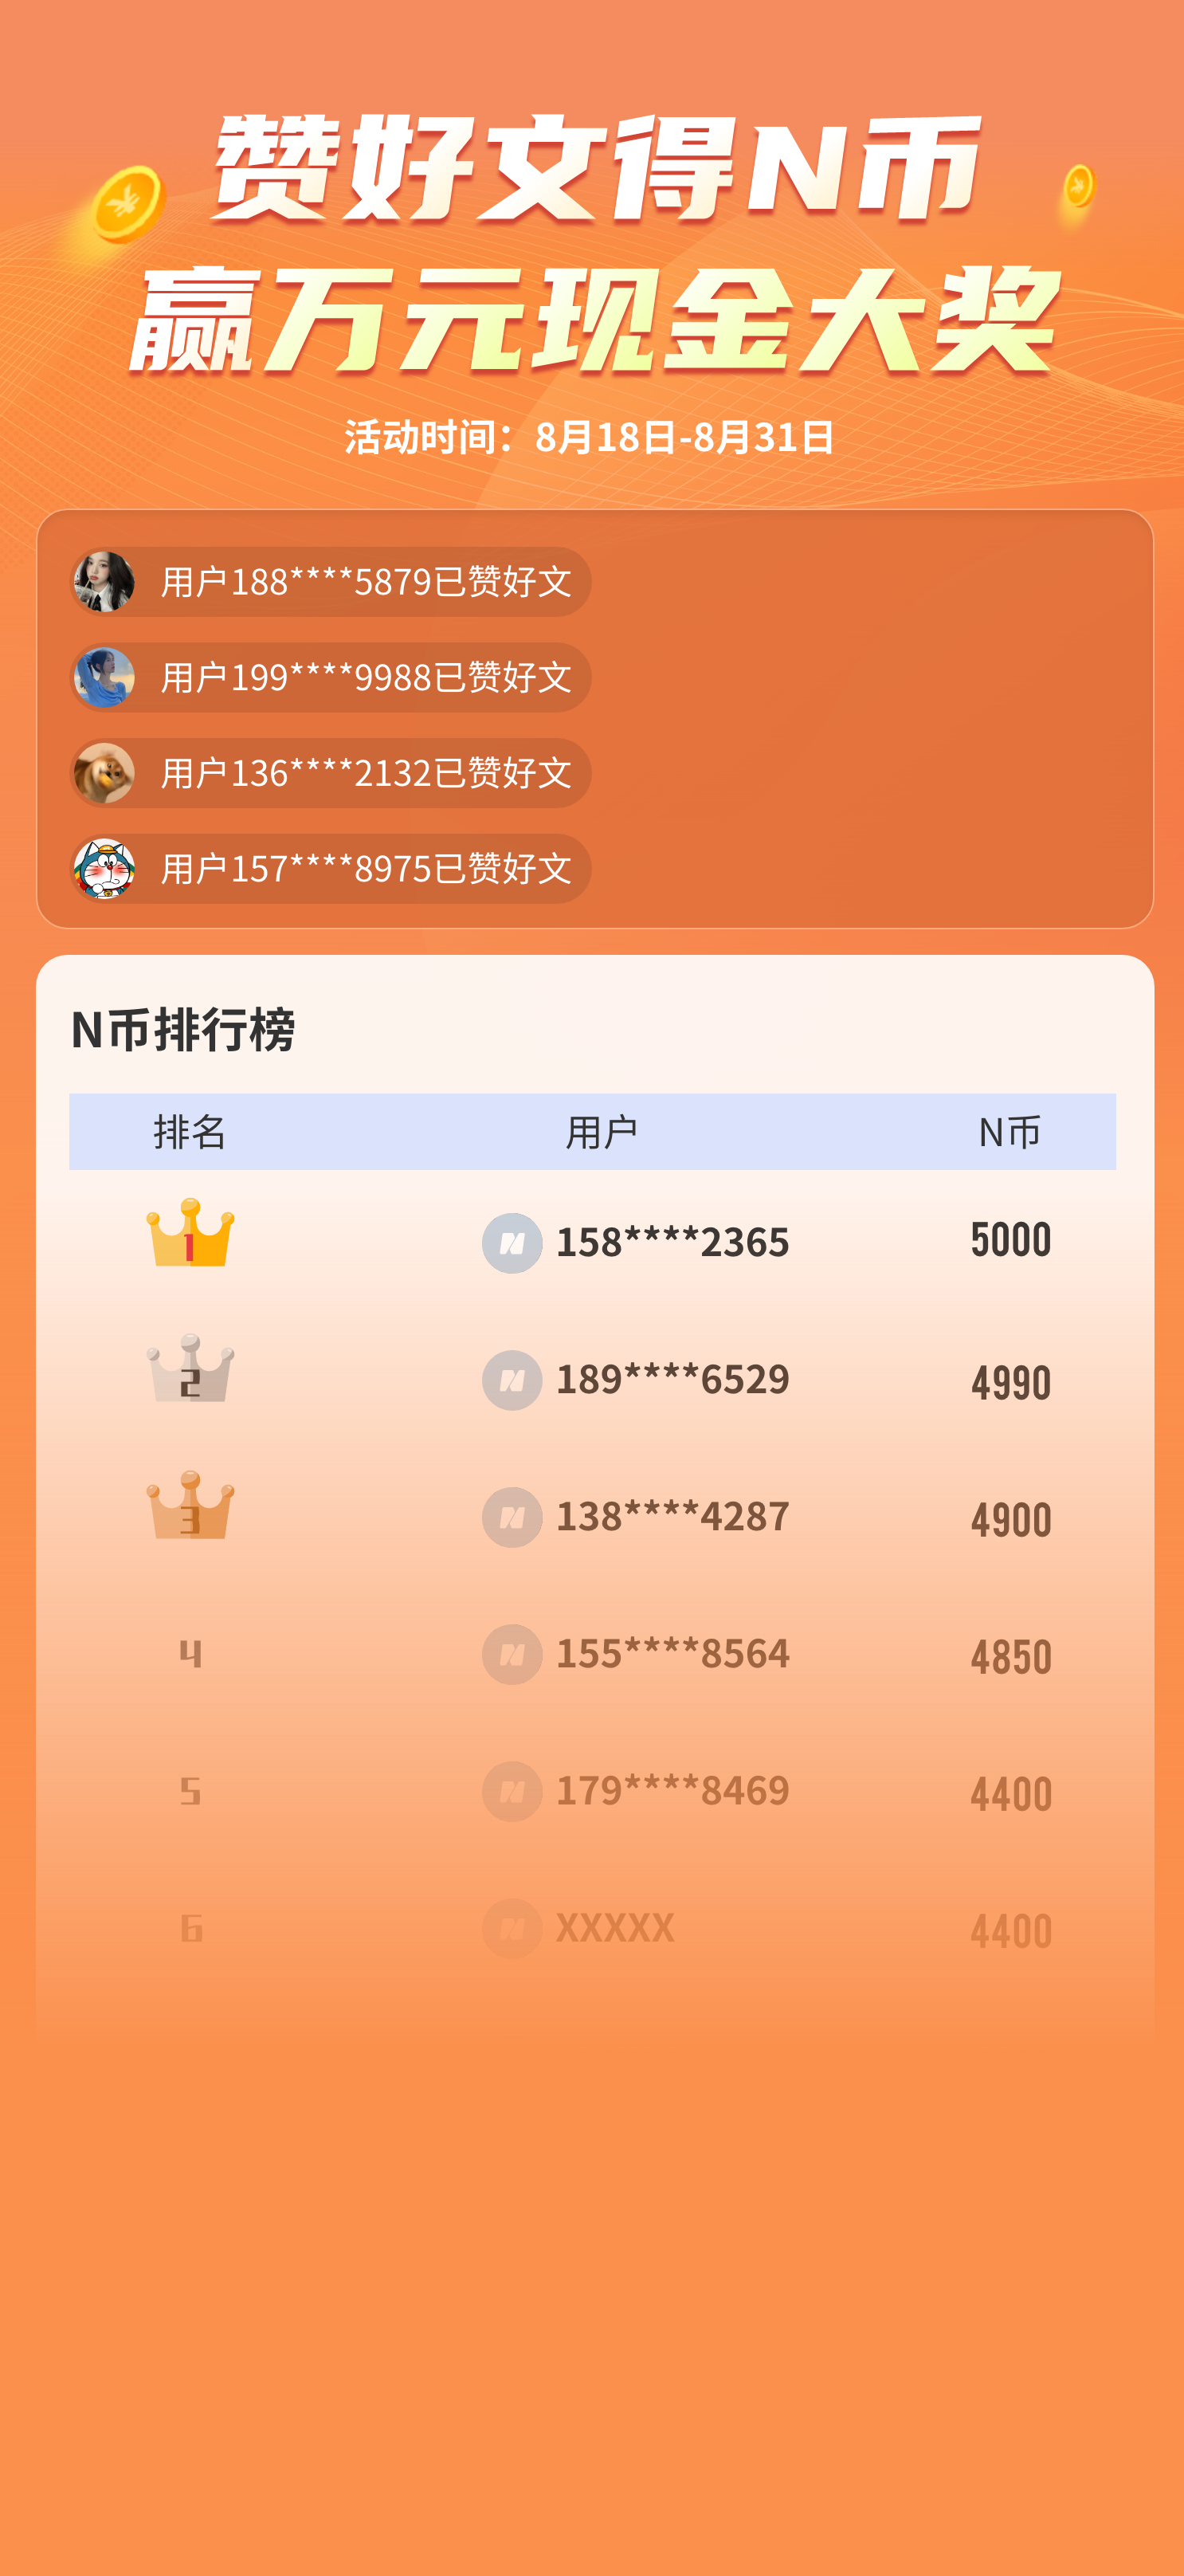 赞好文得N币
赢万元现金大奖
活动时间：8月18日-8月31日
用户188****5879已赞好文
用户199****9988已赞好文
用户136****2132已赞好文
用户157****8975已赞好文
N币排行榜
排名 用户 N币
1 158****2365 5000
2 189****6529 4990
3 138****4287 4900
4 155****8564 4850
5 179****8469 4400
6 XXXXX 4400